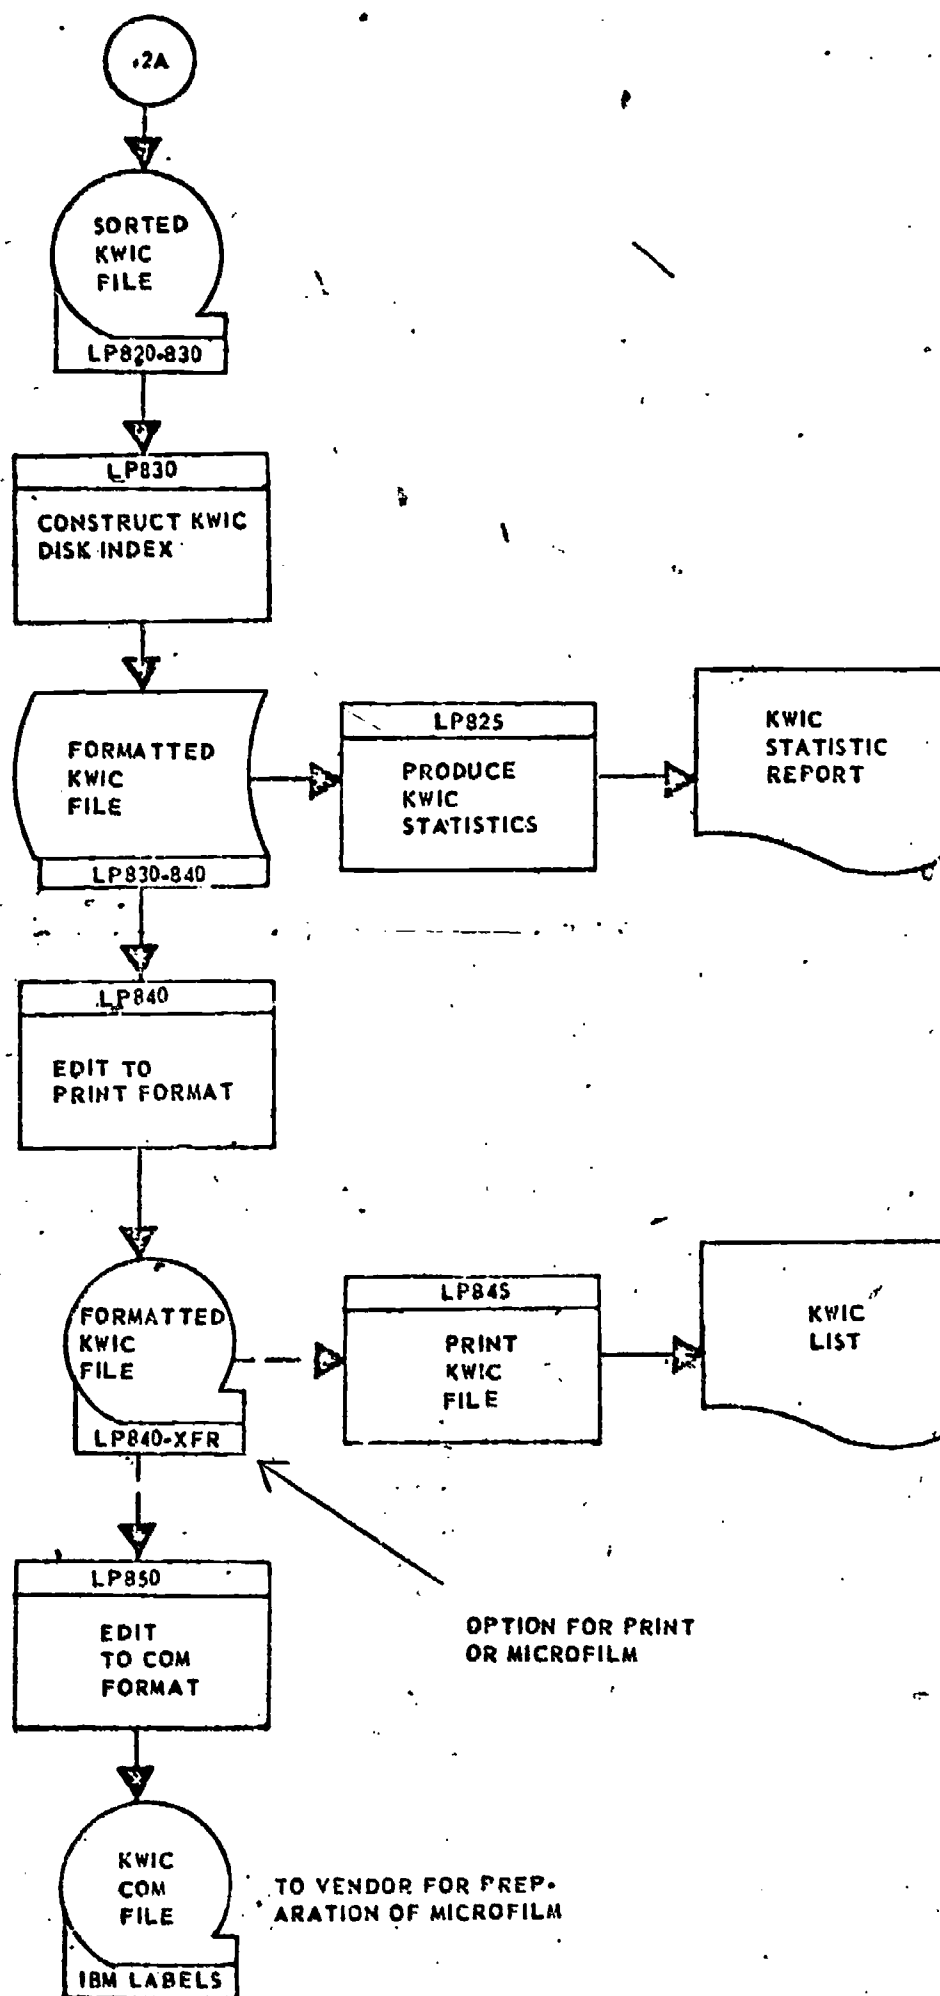 .2A
SORTED
KWIC
FILE
LP820-830
LP830
CONSTRUCT KWIC
DISK INDEX
FORMATTED
KWIC
FILE
LP830-840
LP825
PRODUCE
KWIC
STATISTICS
KWIC
STATISTIC
REPORT
LP840
EDIT TO
PRINT FORMAT
FORMATTED
KWIC
FILE
LP840-XFR
LP845
PRINT
KWIC
FILE
KWIC
LIST
OPTION FOR PRINT
OR MICROFILM
LP850
EDIT
TO COM
FORMAT
KWIC
COM
FILE
IBM LABELS
TO VENDOR FOR PREP-
ARATION OF MICROFILM